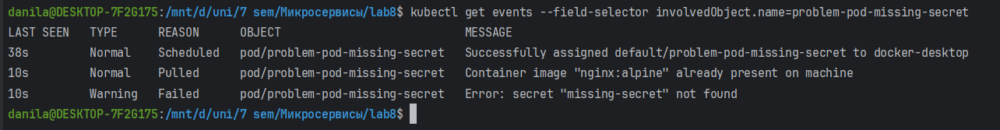 danila@DESKTOP-7F2G175:/mnt/d/uni/7 sem/Микросервисы/lab8$ kubectl get events --field-selector involvedObject.name=problem-pod-missing-secret
LAST SEEN   TYPE      REASON      OBJECT                           MESSAGE
38s         Normal    Scheduled   pod/problem-pod-missing-secret   Successfully assigned default/problem-pod-missing-secret to docker-desktop
10s         Normal    Pulled      pod/problem-pod-missing-secret   Container image "nginx:alpine" already present on machine
10s         Warning   Failed      pod/problem-pod-missing-secret   Error: secret "missing-secret" not found
danila@DESKTOP-7F2G175:/mnt/d/uni/7 sem/Микросервисы/lab8$